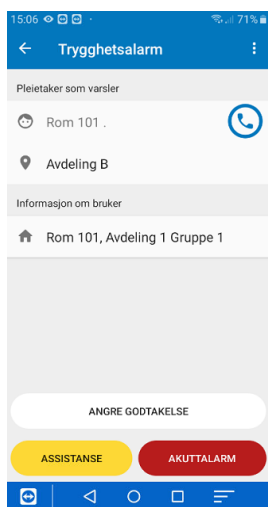 15:06 71%
Trygghetsalarm
Pleietaker som varsler
Rom 101 .
Avdeling B
Informasjon om bruker
Rom 101, Avdeling 1 Gruppe 1
ANGRE GODTAKELSE
ASSISTANSE AKUTTALARM